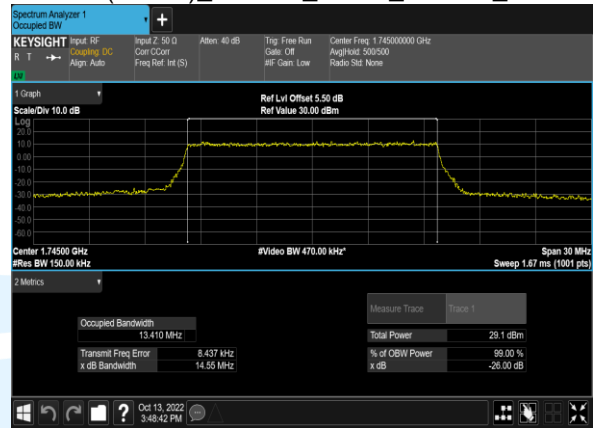 Spectrum Analyzer 1
Occupied BW
KEYSIGHT
R T
LU
Input: RF
Coupling: DC
Align: Auto
Input Z: 50 Ω
Corr CCorr
Freq Ref: Int (S)
Atten: 40 dB
Trig: Free Run
Gate: Off
#IF Gain: Low
Center Freq: 1.745000000 GHz
Avg|Hold: 500/500
Radio Std: None
1 Graph
Scale/Div 10.0 dB
Ref Lvl Offset 5.50 dB
Ref Value 30.00 dBm
Log
20.0
10.0
0.00
-10.0
-20.0
-30.0
-40.0
-50.0
-60.0
Center 1.74500 GHz
#Res BW 150.00 kHz
#Video BW 470.00 kHz*
Span 30 MHz
Sweep 1.67 ms (1001 pts)
2 Metrics
Measure Trace Trace 1
Occupied Bandwidth
13.410 MHz
Total Power 29.1 dBm
Transmit Freq Error 8.437 kHz
% of OBW Power 99.00 %
x dB Bandwidth 14.55 MHz
x dB -26.00 dB
?
Oct 13, 2022
3:48:42 PM